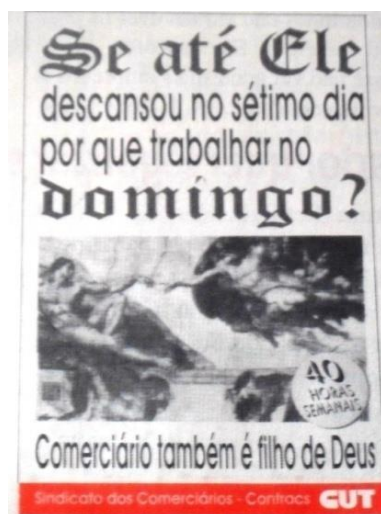 Se até Ele
descansou no sétimo dia
por que trabalhar no
domingo?
40
HORAS
SEMANAIS
Comerciário também é filho de Deus
Sindicato dos Comerciários - Contracs CUT